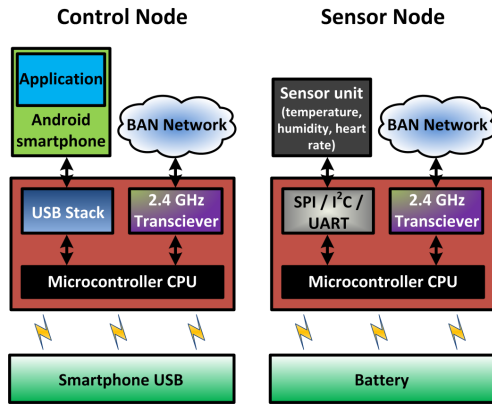 Control Node
Application
Android
smartphone
BAN Network
USB Stack
2.4 GHz
Transciever
Microcontroller CPU
Smartphone USB
Sensor Node
Sensor unit
(temperature,
humidity, heart
rate)
BAN Network
SPI / I²C /
UART
2.4 GHz
Transciever
Microcontroller CPU
Battery